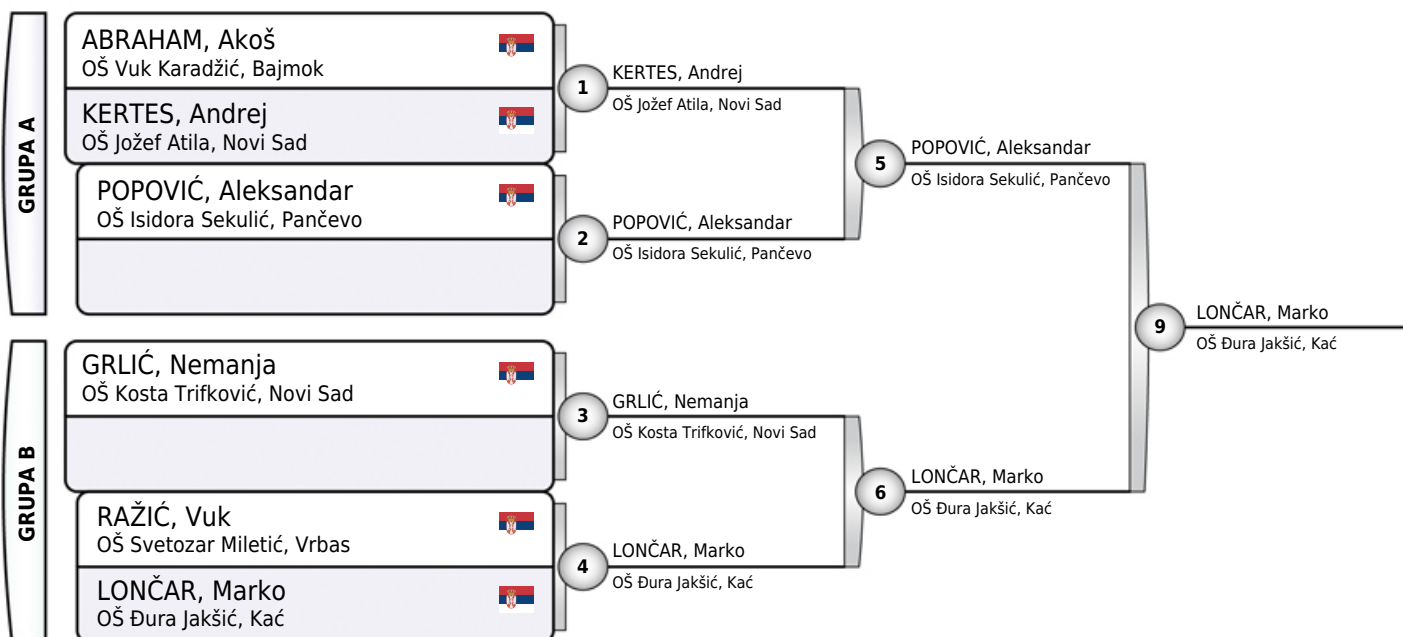 GRUPA A
ABRAHAM, Akoš
OŠ Vuk Karadžić, Bajmok
KERTES, Andrej
OŠ Jožef Atila, Novi Sad
POPOVIĆ, Aleksandar
OŠ Isidora Sekulić, Pančevo
1
KERTES, Andrej
OŠ Jožef Atila, Novi Sad
2
POPOVIĆ, Aleksandar
OŠ Isidora Sekulić, Pančevo
5
POPOVIĆ, Aleksandar
OŠ Isidora Sekulić, Pančevo
GRUPA B
GRLIĆ, Nemanja
OŠ Kosta Trifković, Novi Sad
RAŽIĆ, Vuk
OŠ Svetozar Miletić, Vrbas
LONČAR, Marko
OŠ Đura Jakšić, Kać
3
GRLIĆ, Nemanja
OŠ Kosta Trifković, Novi Sad
4
LONČAR, Marko
OŠ Đura Jakšić, Kać
6
LONČAR, Marko
OŠ Đura Jakšić, Kać
9
LONČAR, Marko
OŠ Đura Jakšić, Kać